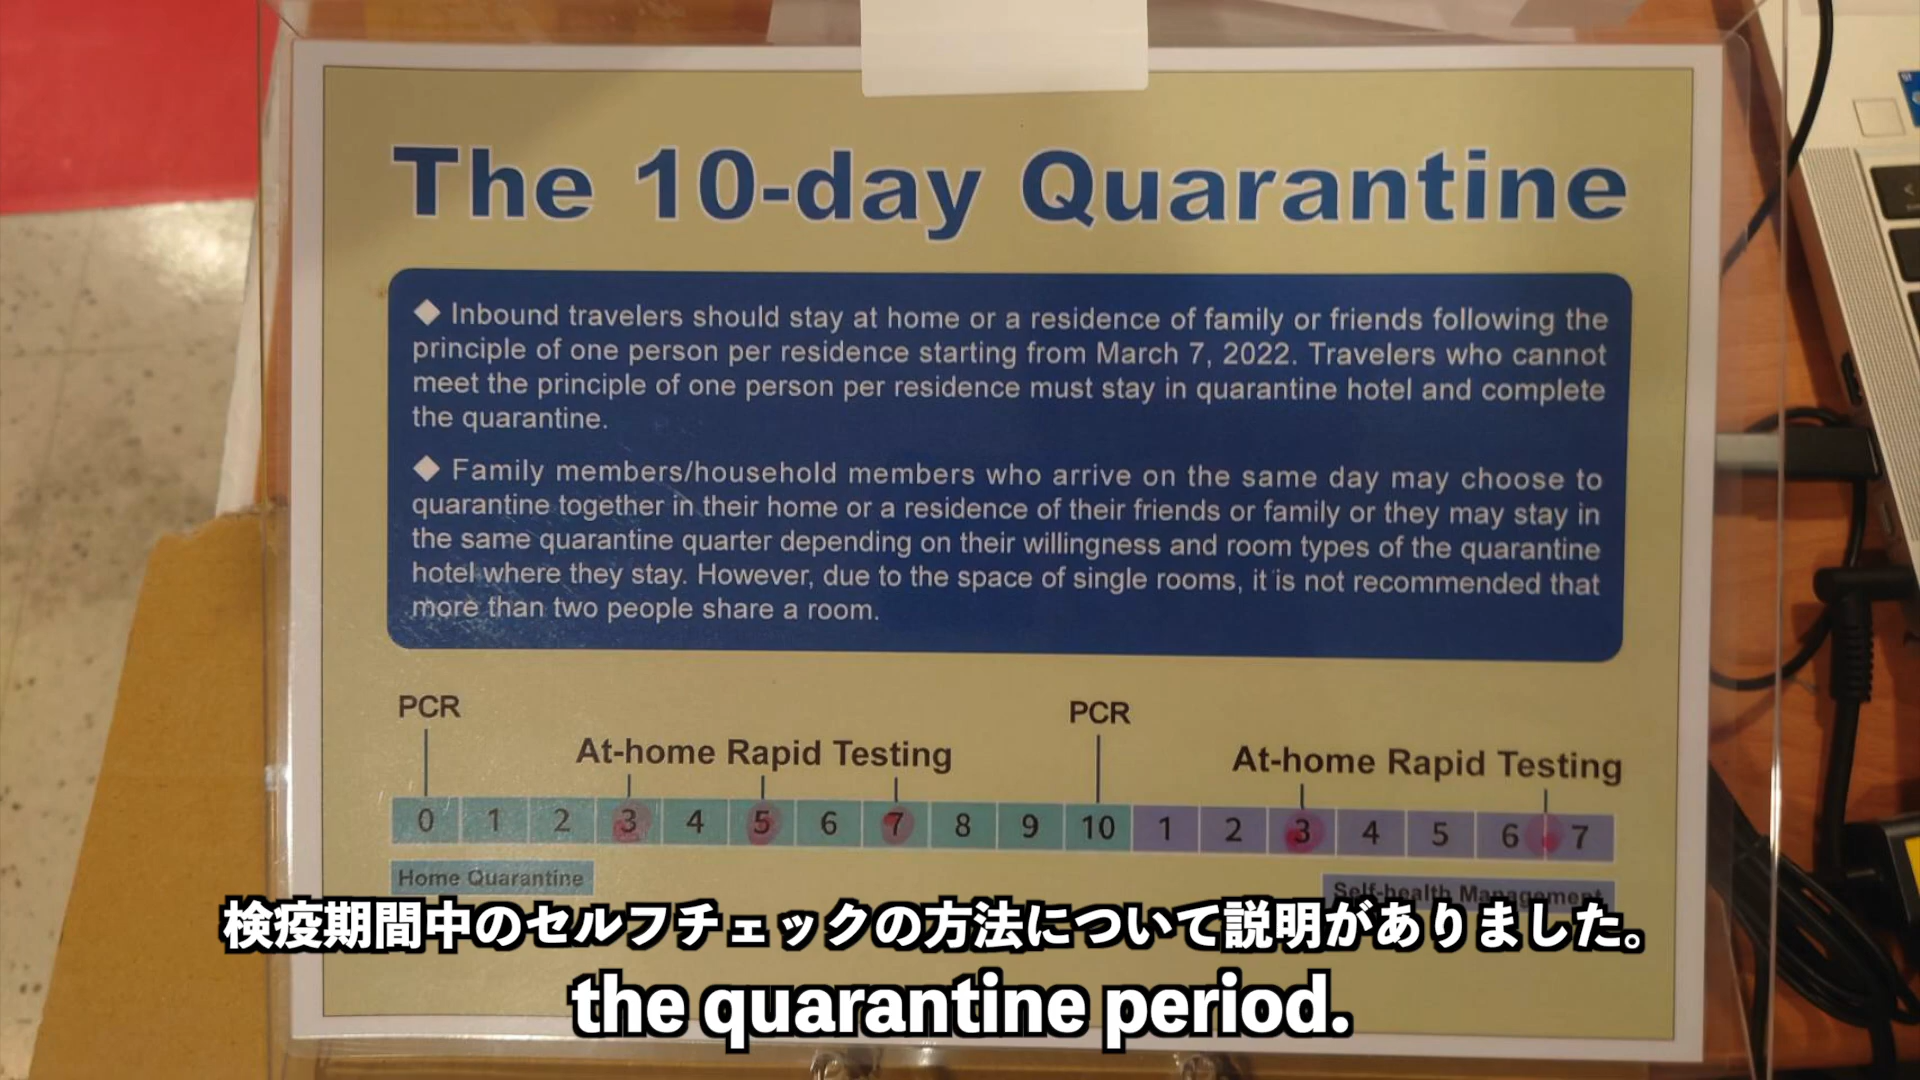 The 10-day Quarantine
◆ Inbound travelers should stay at home or a residence of family or friends following the
principle of one person per residence starting from March 7, 2022. Travelers who cannot
meet the principle of one person per residence must stay in quarantine hotel and complete
the quarantine.
◆ Family members/household members who arrive on the same day may choose to
quarantine together in their home or a residence of their friends or family or they may stay in
the same quarantine quarter depending on their willingness and room types of the quarantine
hotel where they stay. However, due to the space of single rooms, it is not recommended that
more than two people share a room.
PCR
PCR
At-home Rapid Testing
At-home Rapid Testing
0 1 2 3 4 5 6 7 8 9 10 1 2 3 4 5 6 7
Home Quarantine
Self-health Management
検疫期間中のセルフチェックの方法について説明がありました。
the quarantine period.